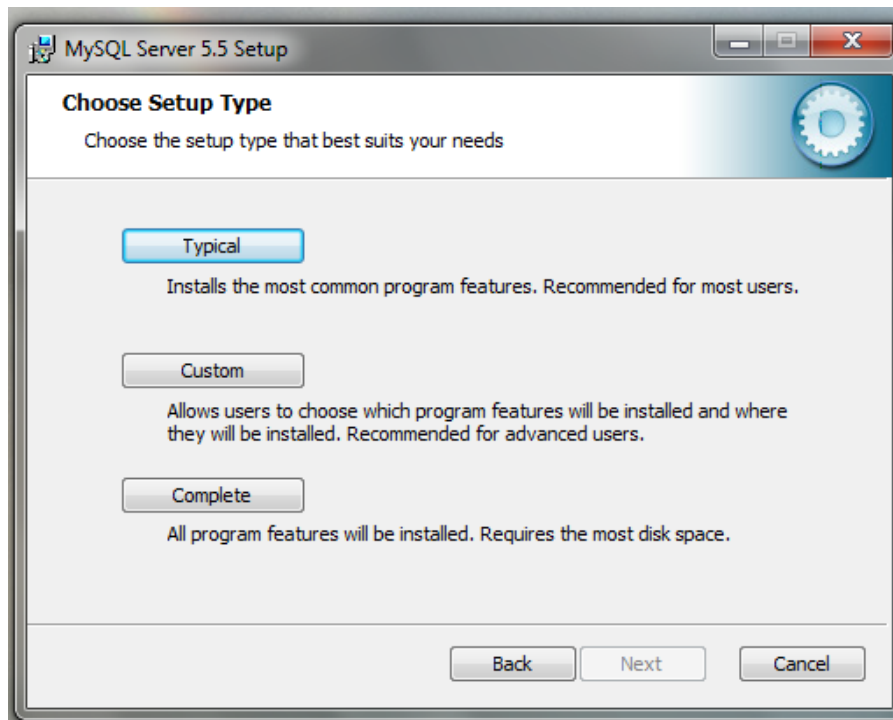 MySQL Server 5.5 Setup
Choose Setup Type
Choose the setup type that best suits your needs
Typical
Installs the most common program features. Recommended for most users.
Custom
Allows users to choose which program features will be installed and where
they will be installed. Recommended for advanced users.
Complete
All program features will be installed. Requires the most disk space.
Back Next Cancel